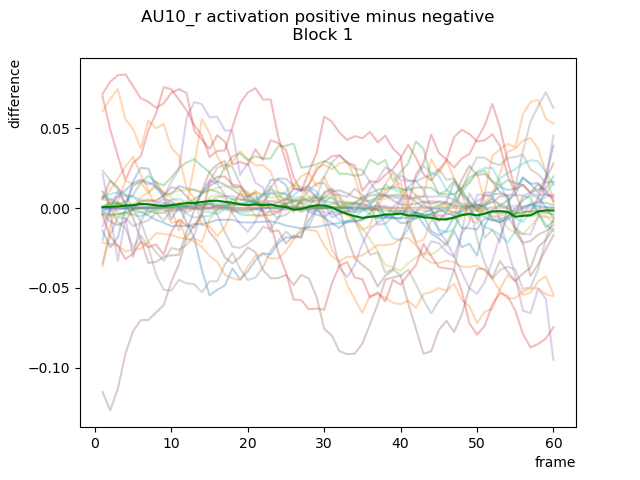 AU10_r activation positive minus negative
Block 1
difference
0.05
0.00
−0.05
−0.10
0 10 20 30 40 50 60
frame